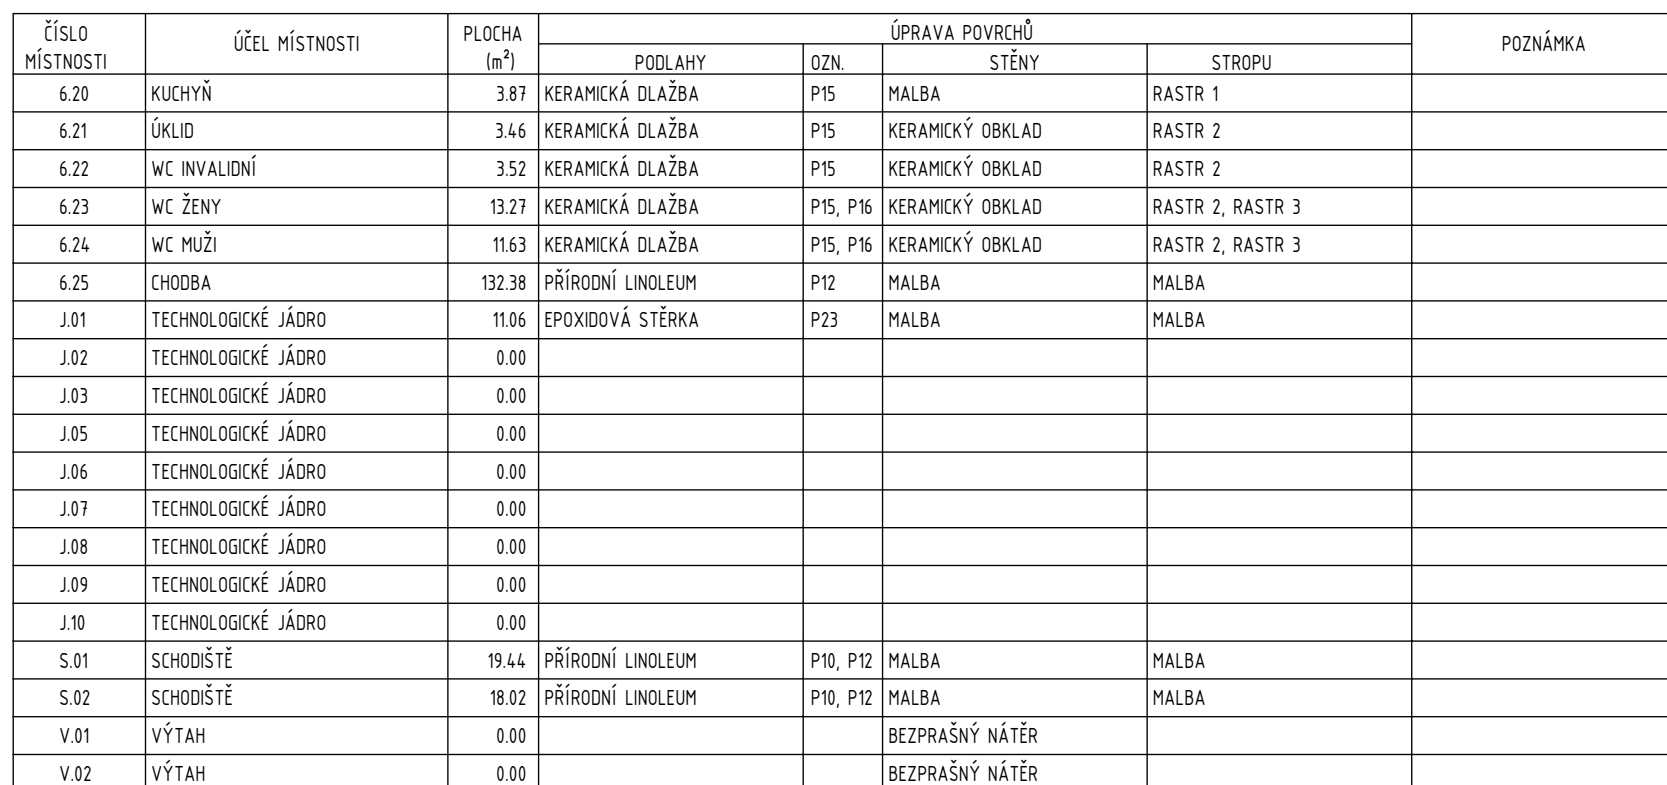 ČÍSLO MÍSTNOSTI ÚČEL MÍSTNOSTI PLOCHA (m²) ÚPRAVA POVRCHŮ POZNÁMKA
PODLAHY OZN. STĚNY STROPU
6.20 KUCHYŇ 3.87 KERAMICKÁ DLAŽBA P15 MALBA RASTR 1
6.21 ÚKLID 3.46 KERAMICKÁ DLAŽBA P15 KERAMICKÝ OBKLAD RASTR 2
6.22 WC INVALIDNÍ 3.52 KERAMICKÁ DLAŽBA P15 KERAMICKÝ OBKLAD RASTR 2
6.23 WC ŽENY 13.27 KERAMICKÁ DLAŽBA P15, P16 KERAMICKÝ OBKLAD RASTR 2, RASTR 3
6.24 WC MUŽI 11.63 KERAMICKÁ DLAŽBA P15, P16 KERAMICKÝ OBKLAD RASTR 2, RASTR 3
6.25 CHODBA 132.38 PŘÍRODNÍ LINOLEUM P12 MALBA MALBA
J.01 TECHNOLOGICKÉ JÁDRO 11.06 EPOXIDOVÁ STĚRKA P23 MALBA MALBA
J.02 TECHNOLOGICKÉ JÁDRO 0.00
J.03 TECHNOLOGICKÉ JÁDRO 0.00
J.05 TECHNOLOGICKÉ JÁDRO 0.00
J.06 TECHNOLOGICKÉ JÁDRO 0.00
J.07 TECHNOLOGICKÉ JÁDRO 0.00
J.08 TECHNOLOGICKÉ JÁDRO 0.00
J.09 TECHNOLOGICKÉ JÁDRO 0.00
J.10 TECHNOLOGICKÉ JÁDRO 0.00
S.01 SCHODIŠTĚ 19.44 PŘÍRODNÍ LINOLEUM P10, P12 MALBA MALBA
S.02 SCHODIŠTĚ 18.02 PŘÍRODNÍ LINOLEUM P10, P12 MALBA MALBA
V.01 VÝTAH 0.00 BEZPRAŠNÝ NÁTĚR
V.02 VÝTAH 0.00 BEZPRAŠNÝ NÁTĚR